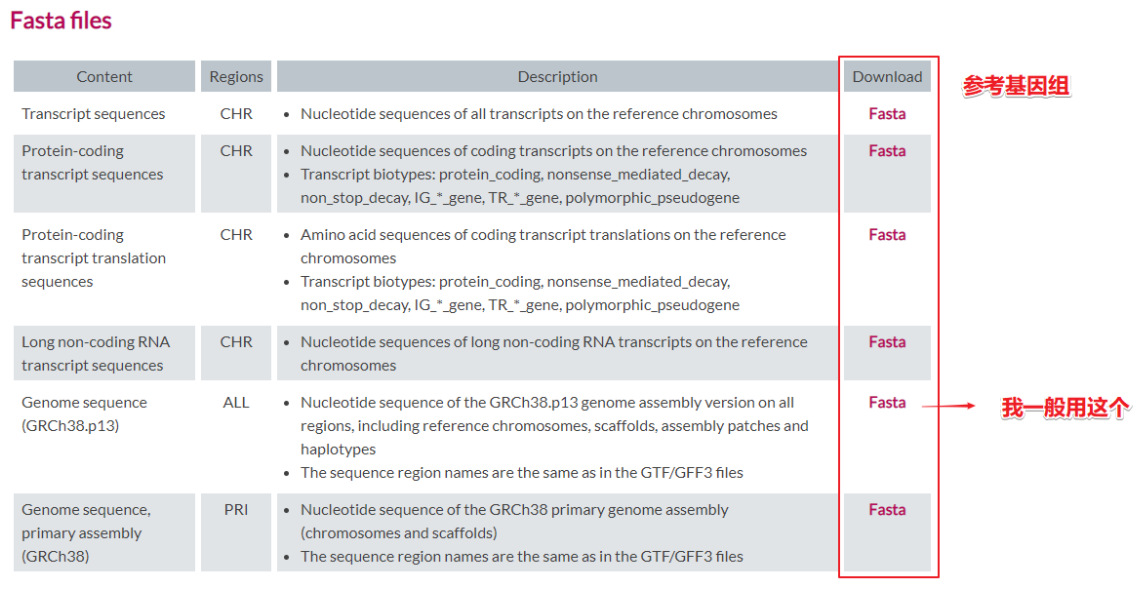 Fasta files
Content Regions Description Download
参考基因组
Transcript sequences CHR • Nucleotide sequences of all transcripts on the reference chromosomes Fasta
Protein-coding CHR • Nucleotide sequences of coding transcripts on the reference chromosomes Fasta
transcript sequences • Transcript biotypes: protein_coding, nonsense_mediated_decay,
non_stop_decay, IG_*_gene, TR_*_gene, polymorphic_pseudogene
Protein-coding CHR • Amino acid sequences of coding transcript translations on the reference Fasta
transcript translation chromosomes
sequences • Transcript biotypes: protein_coding, nonsense_mediated_decay,
non_stop_decay, IG_*_gene, TR_*_gene, polymorphic_pseudogene
Long non-coding RNA CHR • Nucleotide sequences of long non-coding RNA transcripts on the reference Fasta
transcript sequences chromosomes
Genome sequence ALL • Nucleotide sequence of the GRCh38.p13 genome assembly version on all Fasta 我一般用这个
(GRCh38.p13) regions, including reference chromosomes, scaffolds, assembly patches and
haplotypes
• The sequence region names are the same as in the GTF/GFF3 files
Genome sequence, PRI • Nucleotide sequence of the GRCh38 primary genome assembly Fasta
primary assembly (chromosomes and scaffolds)
(GRCh38) • The sequence region names are the same as in the GTF/GFF3 files